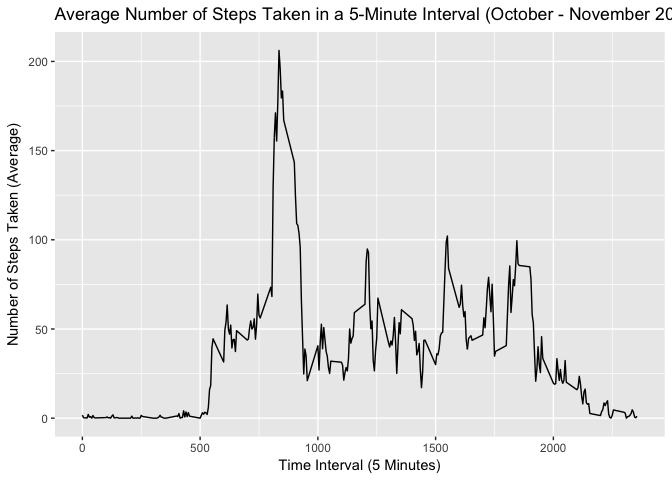 Average Number of Steps Taken in a 5-Minute Interval (October - November 20
200
150
100
50
0
Number of Steps Taken (Average)
0 500 1000 1500 2000
Time Interval (5 Minutes)